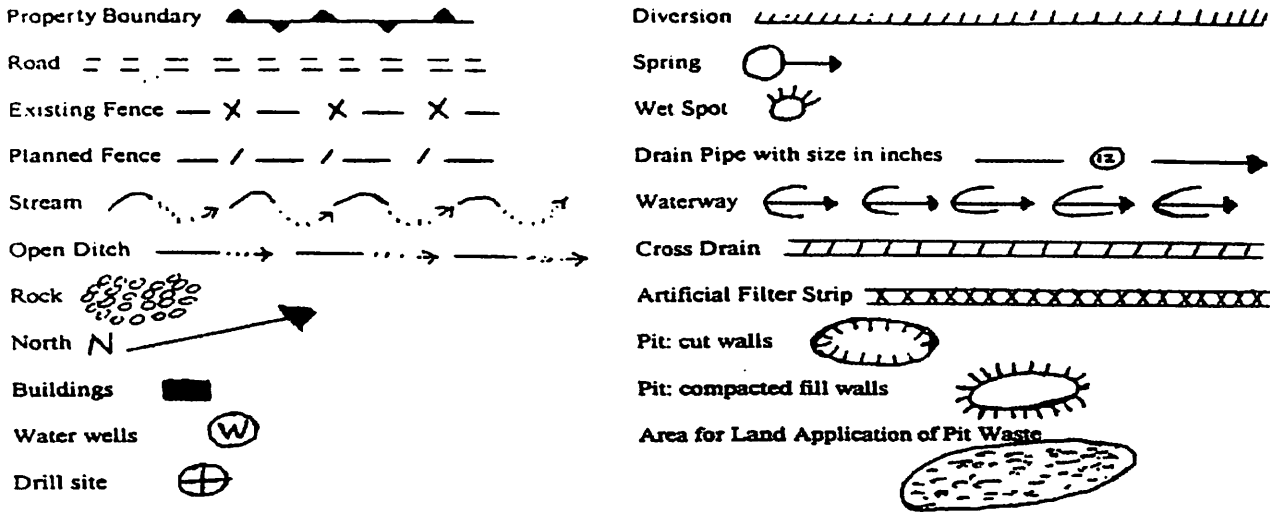 Property Boundary
Road
Existing Fence
Planned Fence
Stream
Open Ditch
Rock
North N
Buildings
Water wells W
Drill site
Diversion
Spring
Wet Spot
Drain Pipe with size in inches 12
Waterway
Cross Drain
Artificial Filter Strip
Pit: cut walls
Pit: compacted fill walls
Area for Land Application of Pit Waste